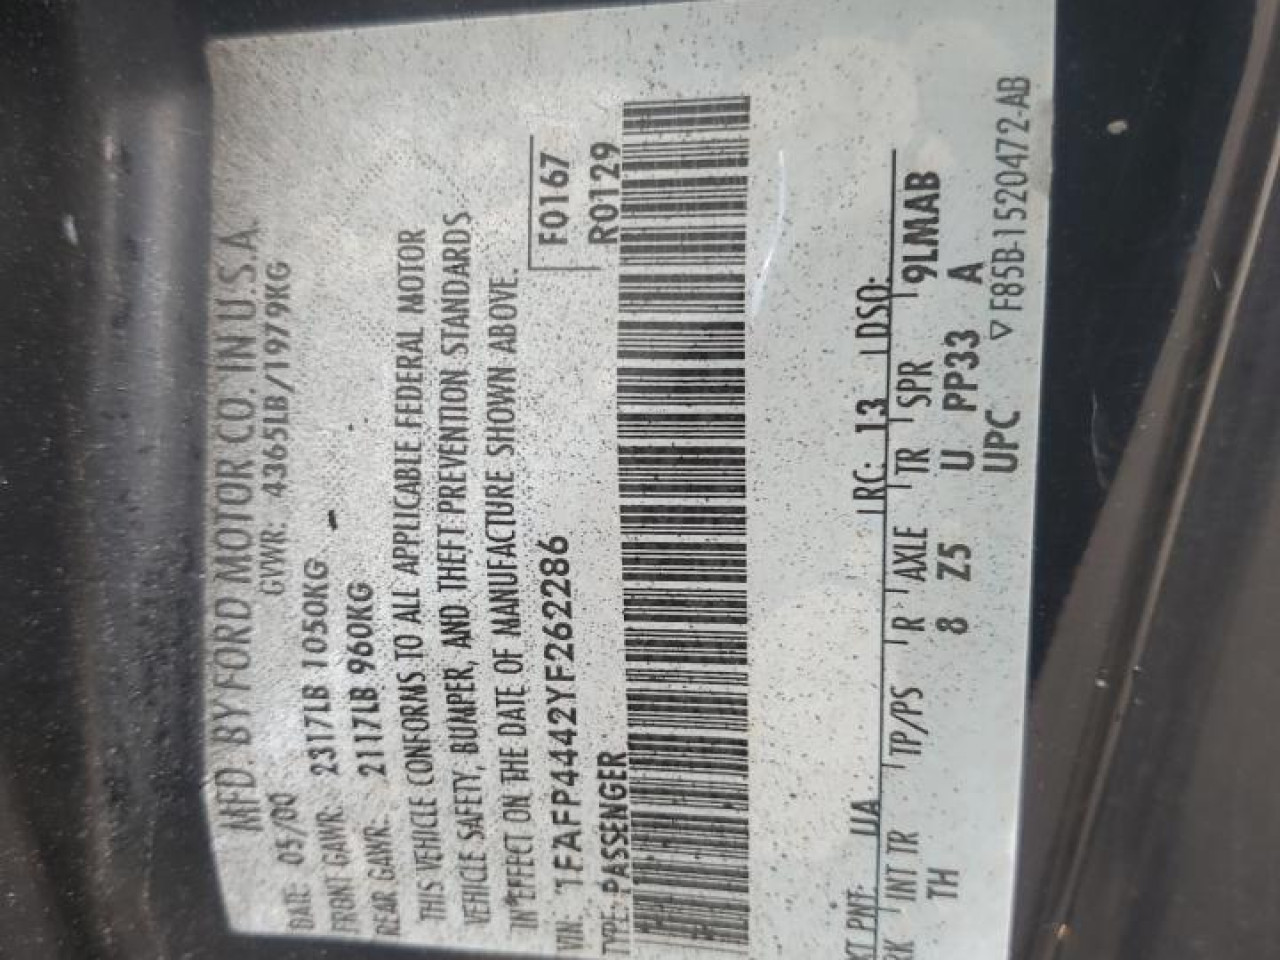 MFD. BY FORD MOTOR CO. IN U.S.A.
DATE: 05/00 GVWR: 4365LB/1979KG
FRONT GAWR: 2317LB 1050KG
REAR GAWR: 2117LB 960KG
THIS VEHICLE CONFORMS TO ALL APPLICABLE FEDERAL MOTOR
VEHICLE SAFETY, BUMPER, AND THEFT PREVENTION STANDARDS
IN EFFECT ON THE DATE OF MANUFACTURE SHOWN ABOVE.
VIN: 1FAFP4442YF262286 F0167
TYPE: PASSENGER R0129
PNT: UA RC: 13 DSO:
INT TR TP/PS R AXLE TR SPR 9LMAB
TH 8 Z5 U PP33 A
UPC ▽ F85B-1520472-AB